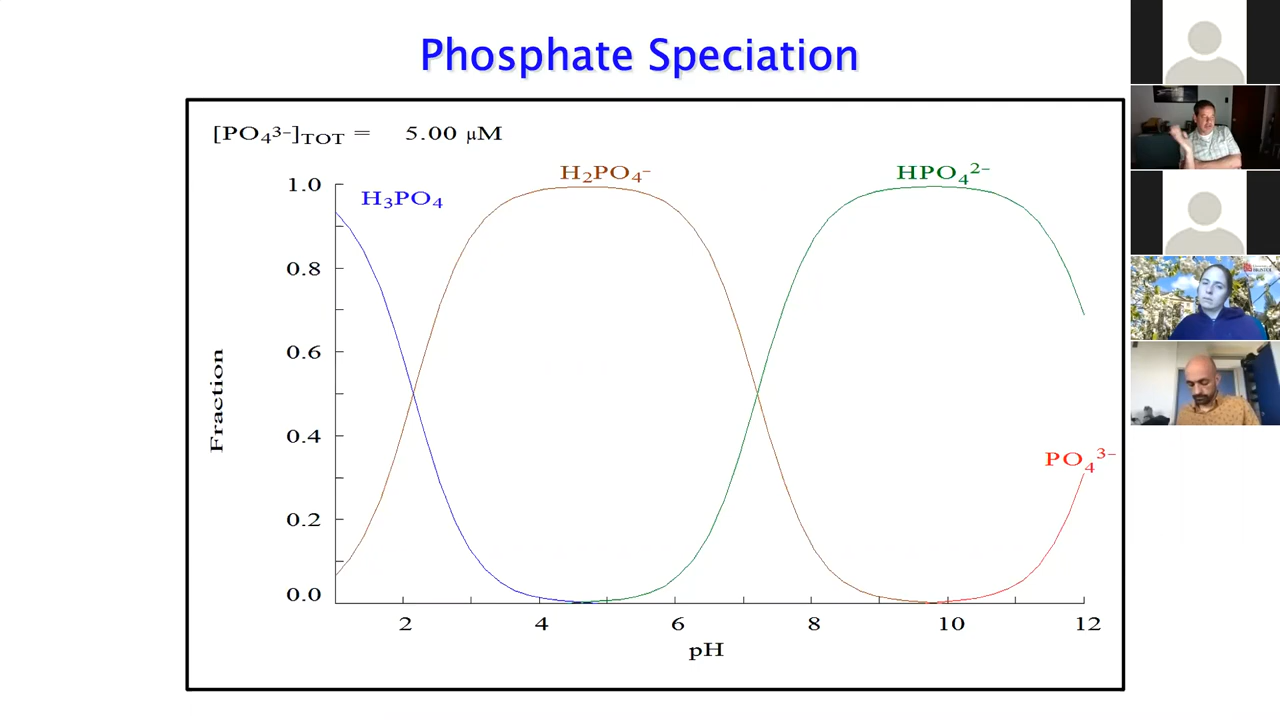 Phosphate Speciation
[PO₄³⁻]TOT = 5.00 μM
H₃PO₄
H₂PO₄⁻
HPO₄²⁻
PO₄³⁻
1.0
0.8
0.6
0.4
0.2
0.0
Fraction
2 4 6 8 10 12
pH